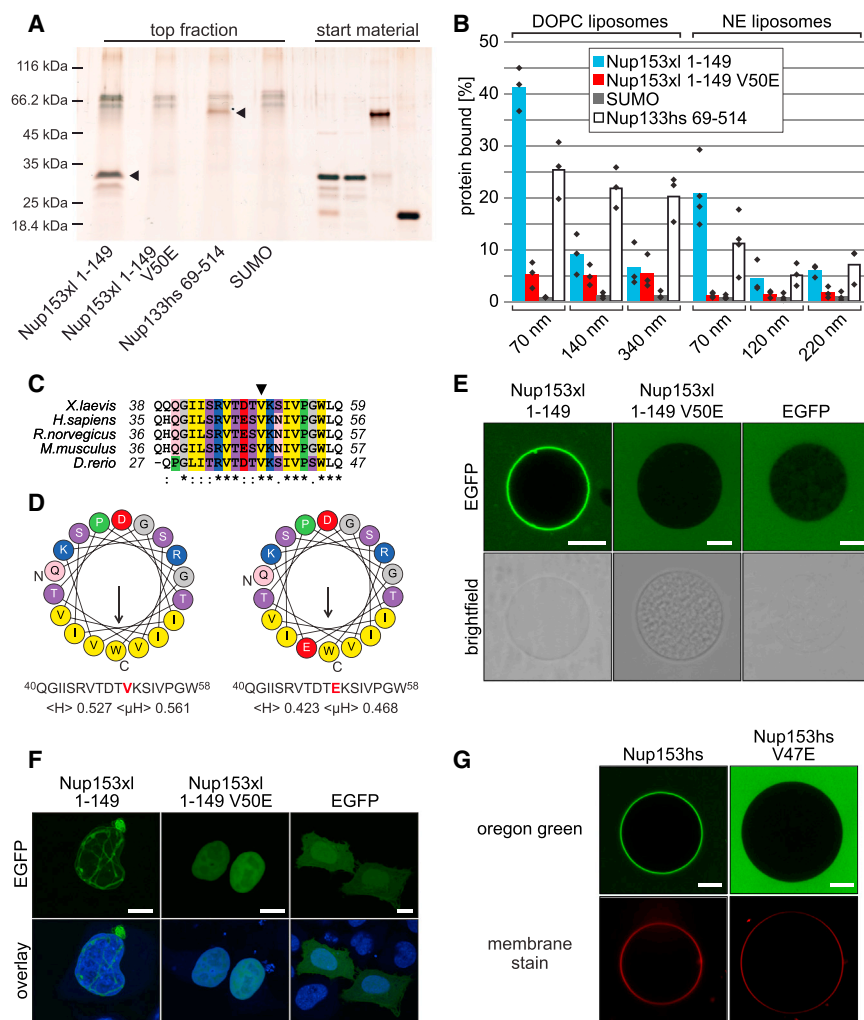 A
top fraction
start material
116 kDa
66.2 kDa
45 kDa
35 kDa
25 kDa
18.4 kDa
Nup153xl 1-149
Nup153xl 1-149
V50E
Nup133hs 69-514
SUMO
B
DOPC liposomes
NE liposomes
protein bound [%]
50
40
30
20
10
0
Nup153xl 1-149
Nup153xl 1-149 V50E
SUMO
Nup133hs 69-514
70 nm
140 nm
340 nm
70 nm
120 nm
220 nm
C
X.laevis 38 QQQGIISRVTDTVKSIVPGWLQ 59
H.sapiens 35 QHQGIISRVTESVKNIVPGWLQ 56
R.norvegicus 36 QHQGIISRVTESVKNIVPGWLQ 57
M.musculus 36 QHQGIISRVTESVKNIVPGWLQ 57
D.rerio 27 -QPGLITRVTDTVKSIVPSWLQ 47
: *:::***::**.***.***
D
S P D G S
K R
N Q G
T T
V I
I V W V I
C
⁴⁰QGIISRVTDTVKSIVPGW⁵⁸
<H> 0.527 <µH> 0.561
S P D G S
K R
N Q G
T T
V I
I E W V I
C
⁴⁰QGIISRVTDTEKSIVPGW⁵⁸
<H> 0.423 <µH> 0.468
E
Nup153xl
1-149
Nup153xl
1-149 V50E
EGFP
EGFP
brightfield
F
Nup153xl
1-149
Nup153xl
1-149 V50E
EGFP
EGFP
overlay
G
Nup153hs
Nup153hs
V47E
oregon green
membrane
stain